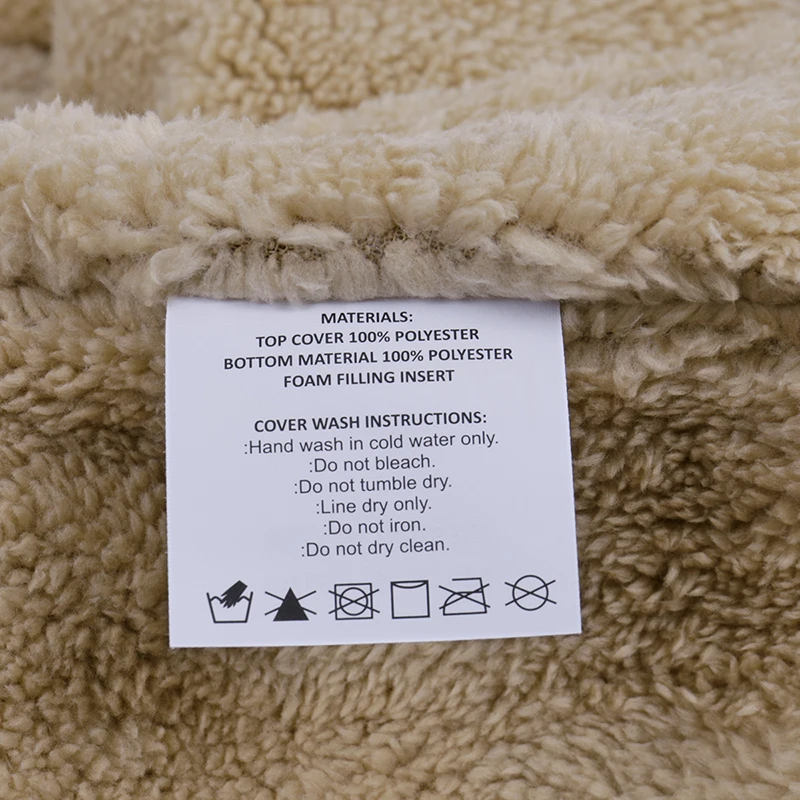 MATERIALS:
TOP COVER 100% POLYESTER
BOTTOM MATERIAL 100% POLYESTER
FOAM FILLING INSERT
COVER WASH INSTRUCTIONS:
:Hand wash in cold water only.
:Do not bleach.
:Do not tumble dry.
:Line dry only.
:Do not iron.
:Do not dry clean.